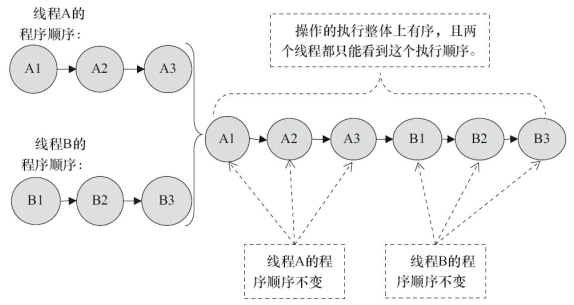 线程A的
程序顺序：
A1 A2 A3
操作的执行整体上有序，且两
个线程都只能看到这个执行顺序。
线程B的
程序顺序：
B1 B2 B3
A1 A2 A3 B1 B2 B3
线程A的程
序顺序不变
线程B的程
序顺序不变